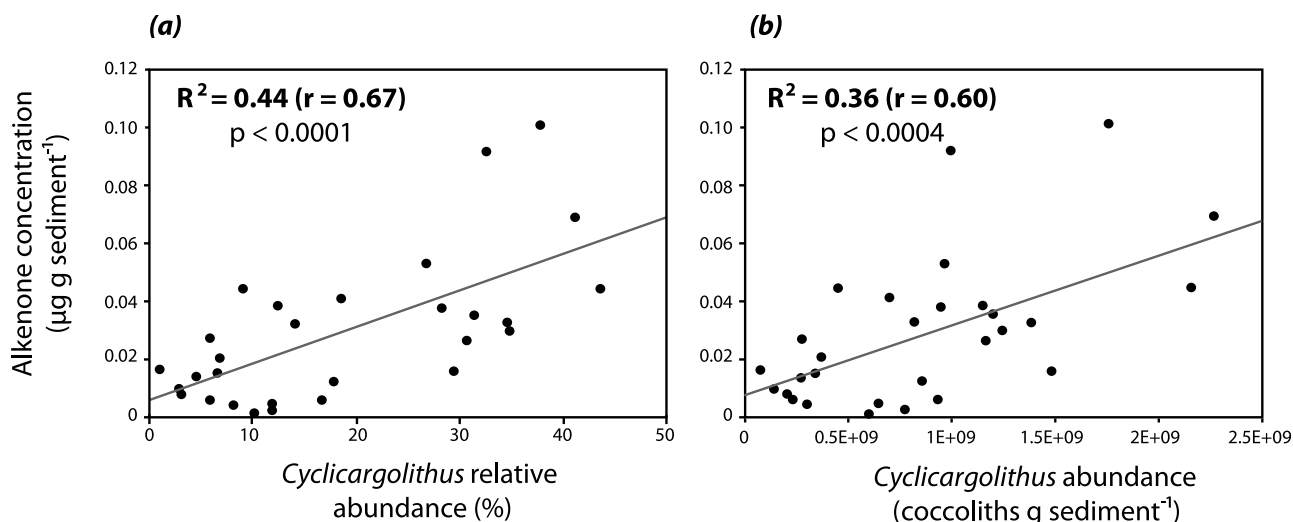 (a)
R² = 0.44 (r = 0.67)
p < 0.0001
Alkenone concentration
(µg g sediment⁻¹)
0.12
0.10
0.08
0.06
0.04
0.02
0
0
10
20
30
40
50
Cyclicargolithus relative
abundance (%)
(b)
R² = 0.36 (r = 0.60)
p < 0.0004
0.12
0.10
0.08
0.06
0.04
0.02
0
0
0.5E+09
1E+09
1.5E+09
2E+09
2.5E+09
Cyclicargolithus abundance
(coccoliths g sediment⁻¹)